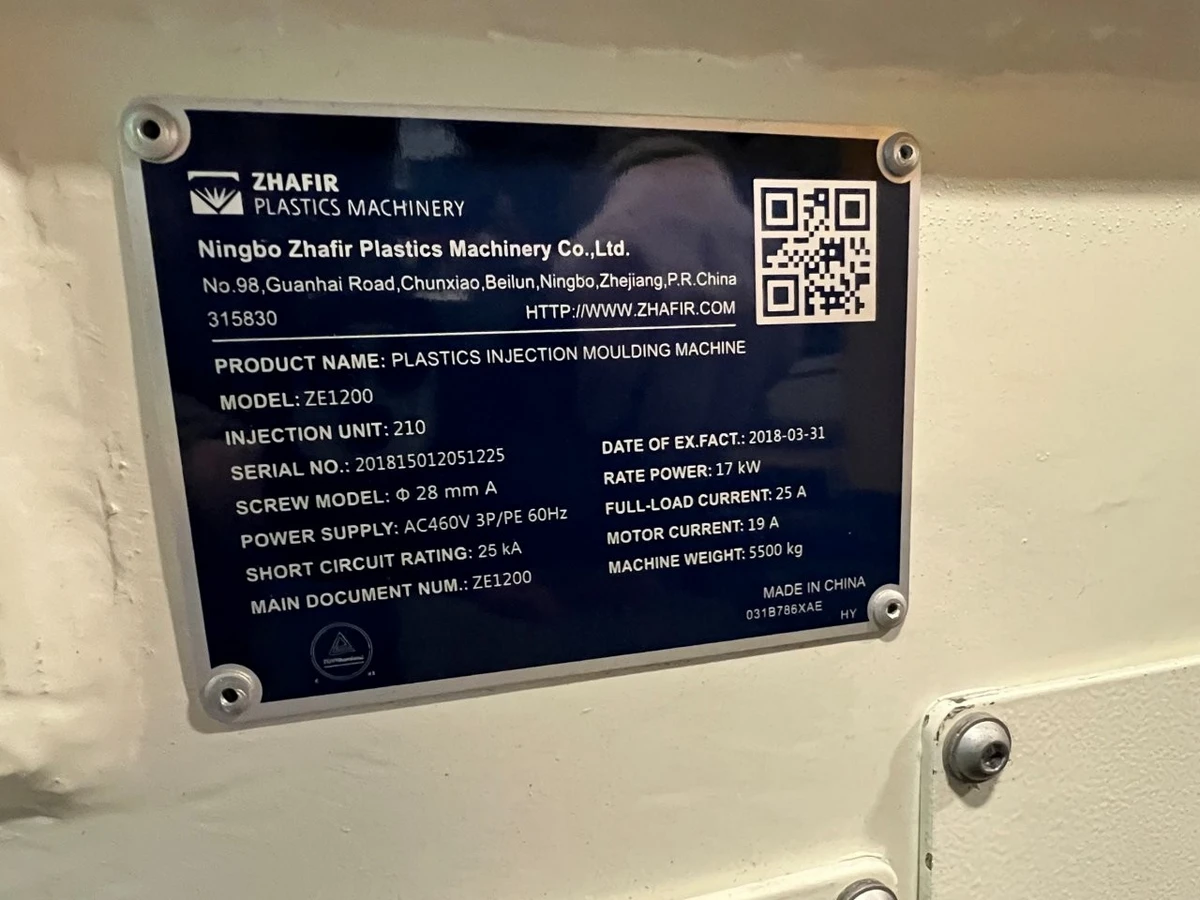 ZHAFIR
PLASTICS MACHINERY
Ningbo Zhafir Plastics Machinery Co.,Ltd.
No.98,Guanhai Road,Chunxiao,Beilun,Ningbo,Zhejiang,P.R.China
315830 HTTP://WWW.ZHAFIR.COM
PRODUCT NAME: PLASTICS INJECTION MOULDING MACHINE
MODEL: ZE1200
INJECTION UNIT: 210
SERIAL NO.: 201815012051225
SCREW MODEL: Φ 28 mm A
POWER SUPPLY: AC460V 3P/PE 60Hz
SHORT CIRCUIT RATING: 25 kA
MAIN DOCUMENT NUM.: ZE1200
DATE OF EX.FACT.: 2018-03-31
RATE POWER: 17 kW
FULL-LOAD CURRENT: 25 A
MOTOR CURRENT: 19 A
MACHINE WEIGHT: 5500 kg
MADE IN CHINA
031B786XAE HY